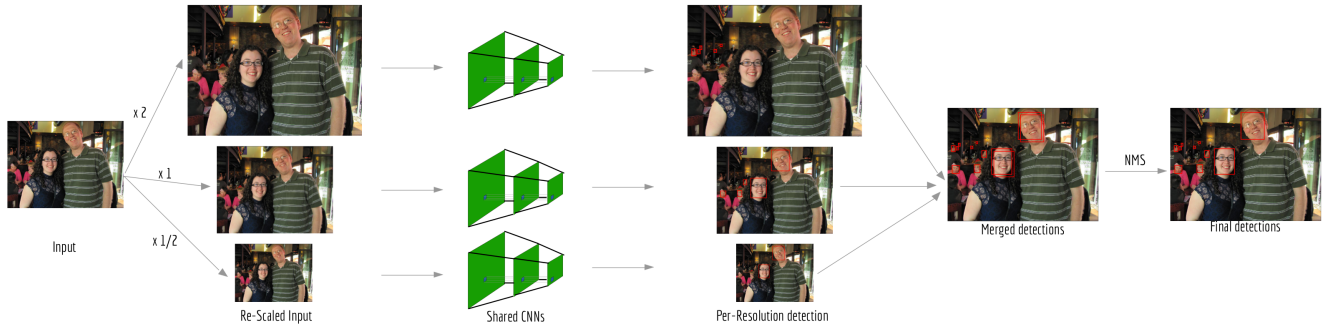 x 2
x 1
x 1/2
Input
Re-Scaled Input
Shared CNNs
Per-Resolution detection
Merged detections
NMS
Final detections